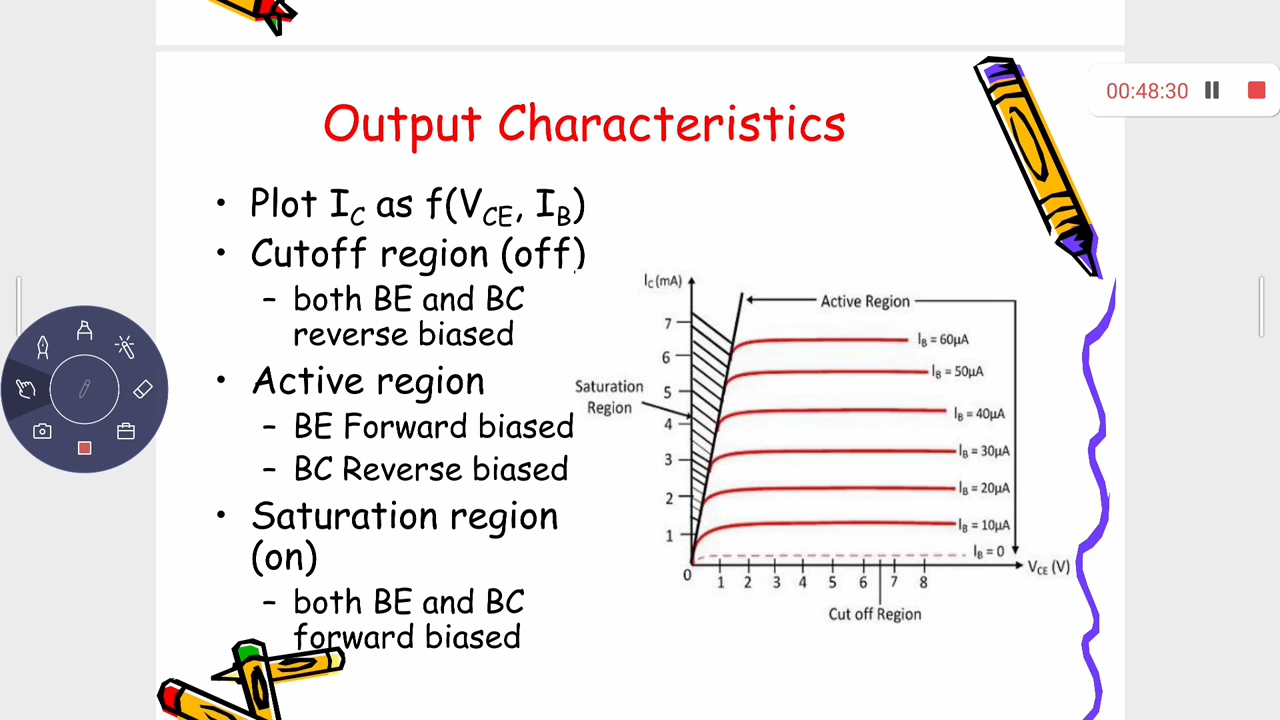 00:48:30
Output Characteristics
• Plot I_C as f(V_CE, I_B)
• Cutoff region (off)
– both BE and BC
reverse biased
• Active region
– BE Forward biased
– BC Reverse biased
• Saturation region
(on)
– both BE and BC
forward biased
I_C (mA)
Active Region
7
6
5
4
3
2
1
0
Saturation
Region
I_B = 60μA
I_B = 50μA
I_B = 40μA
I_B = 30μA
I_B = 20μA
I_B = 10μA
I_B = 0
V_CE (V)
1 2 3 4 5 6 7 8
Cut off Region